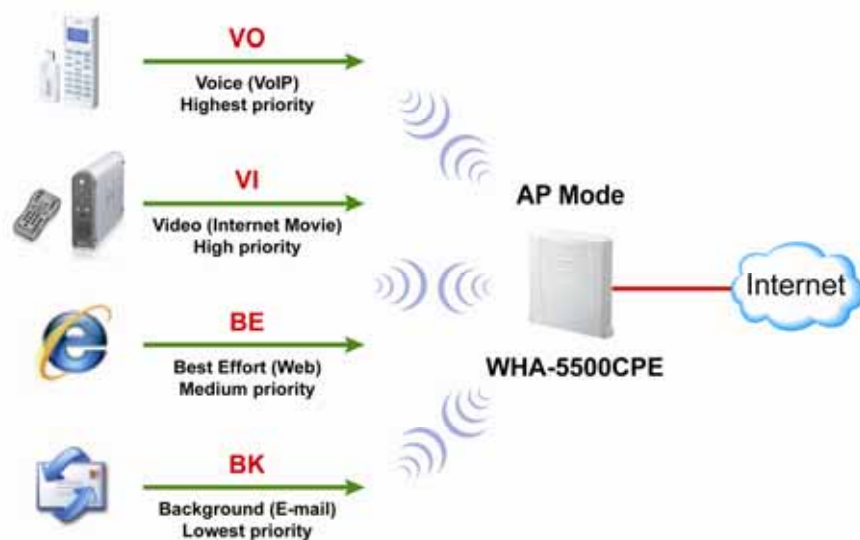 VO
Voice (VoIP)
Highest priority
VI
Video (Internet Movie)
High priority
BE
Best Effort (Web)
Medium priority
BK
Background (E-mail)
Lowest priority
AP Mode
WHA-5500CPE
Internet